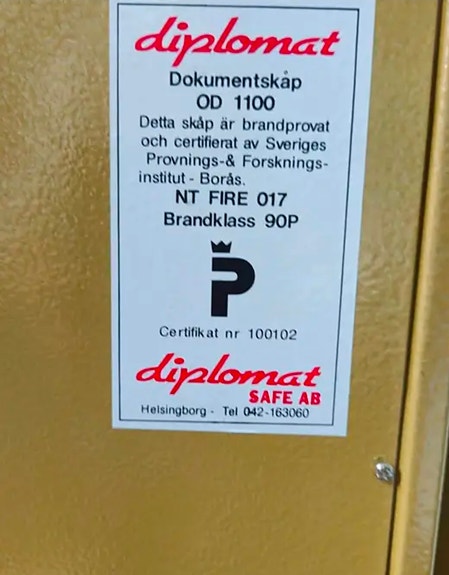 diplomat
Dokumentskåp
OD 1100
Detta skåp är brandprovat
och certifierat av Sveriges
Provnings-& Forsknings-
institut - Borås.
NT FIRE 017
Brandklass 90P
P
Certifikat nr 100102
diplomat
SAFE AB
Helsingborg - Tel 042-163060